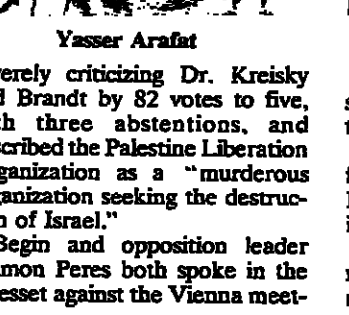 Yasser Arafat
verely criticizing Dr. Kreisky
d Brandt by 82 votes to five,
th three abstentions, and
scribed the Palestine Liberation
ganization as a "murderous
ganization seeking the destruc-
n of Israel."
Begin and opposition leader
mon Peres both spoke in the
esset against the Vienna meet-